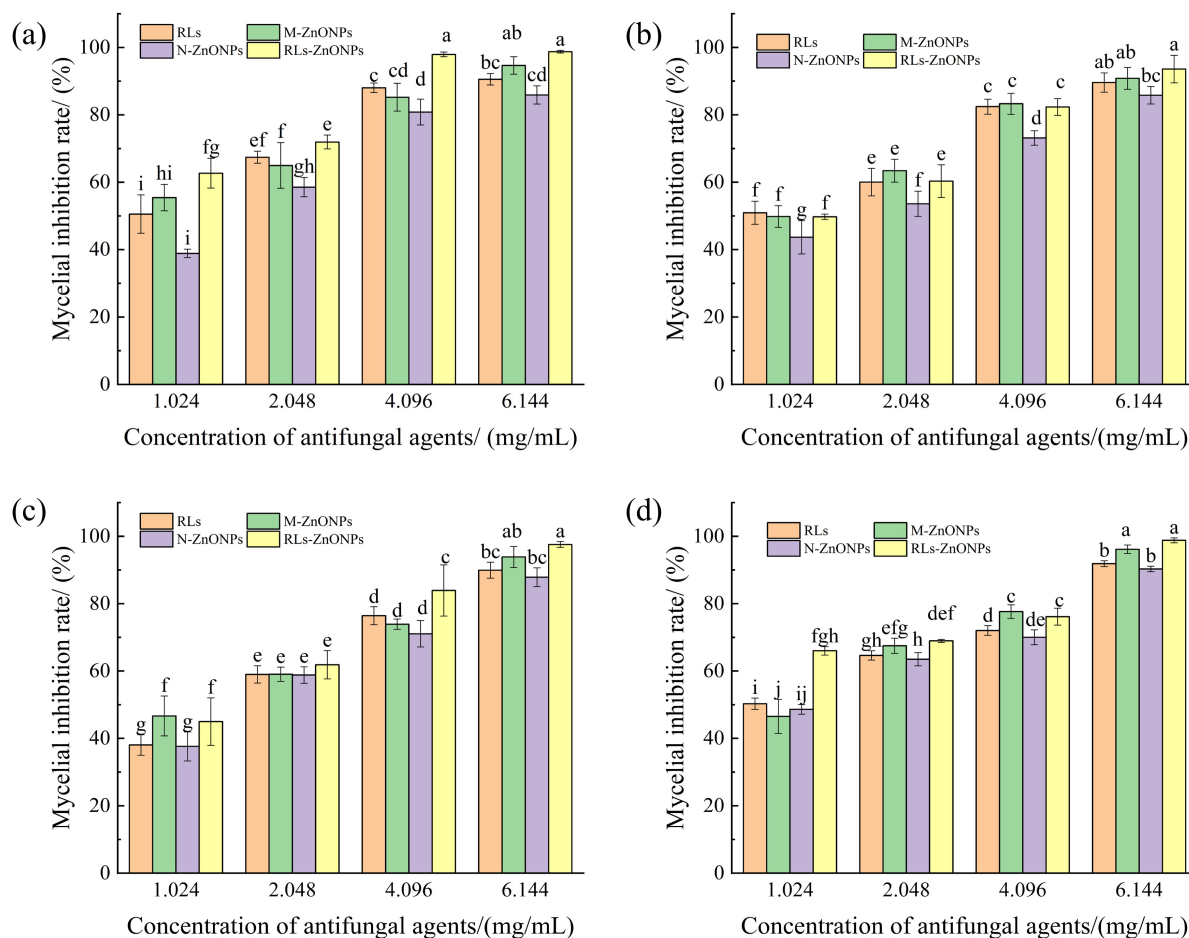 (a)
RLs
M-ZnONPs
N-ZnONPs
RLs-ZnONPs
Mycelial inhibition rate/ (%)
100
80
60
40
20
0
i
hi
i
fg
ef
f
gh
e
c
cd
d
a
bc
ab
cd
a
1.024
2.048
4.096
6.144
Concentration of antifungal agents/ (mg/mL)
(b)
RLs
M-ZnONPs
N-ZnONPs
RLs-ZnONPs
Mycelial inhibition rate/ (%)
100
80
60
40
20
0
f
f
g
f
e
e
f
e
c
c
d
c
ab
ab
bc
a
1.024
2.048
4.096
6.144
Concentration of antifungal agents/(mg/mL)
(c)
RLs
M-ZnONPs
N-ZnONPs
RLs-ZnONPs
Mycelial inhibition rate/ (%)
100
80
60
40
20
0
g
f
g
f
e
e
e
e
d
d
d
c
bc
ab
bc
a
1.024
2.048
4.096
6.144
Concentration of antifungal agents/(mg/mL)
(d)
RLs
M-ZnONPs
N-ZnONPs
RLs-ZnONPs
Mycelial inhibition rate/ (%)
100
80
60
40
20
0
i
j
ij
fgh
gh
efg
h
def
d
c
de
c
b
a
b
a
1.024
2.048
4.096
6.144
Concentration of antifungal agents/(mg/mL)